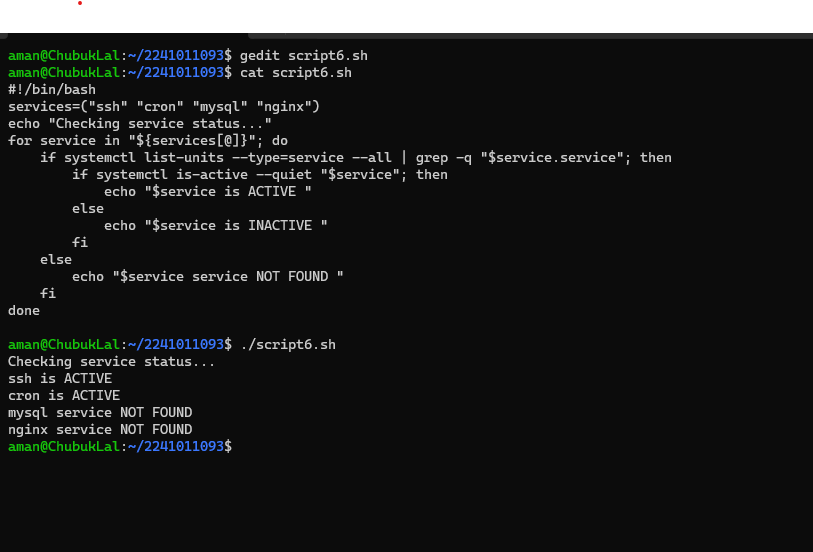 aman@ChubukLal:~/2241011093$ gedit script6.sh
aman@ChubukLal:~/2241011093$ cat script6.sh
#!/bin/bash
services=("ssh" "cron" "mysql" "nginx")
echo "Checking service status..."
for service in "${services[@]}"; do
    if systemctl list-units --type=service --all | grep -q "$service.service"; then
        if systemctl is-active --quiet "$service"; then
            echo "$service is ACTIVE "
        else
            echo "$service is INACTIVE "
        fi
    else
        echo "$service service NOT FOUND "
    fi
done

aman@ChubukLal:~/2241011093$ ./script6.sh
Checking service status...
ssh is ACTIVE
cron is ACTIVE
mysql service NOT FOUND
nginx service NOT FOUND
aman@ChubukLal:~/2241011093$